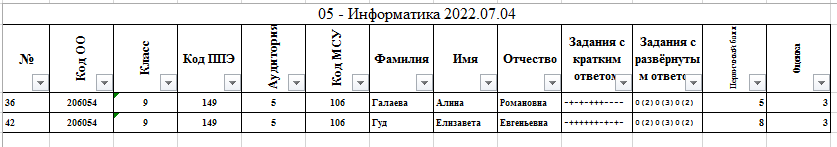 05 - Информатика 2022.07.04
№ Код ОО Класс Код ППЭ Аудитория Код МСУ Фамилия Имя Отчество Задания с кратким ответом Задания с развёрнутым ответом Первичный балл Оценка
36 206054 9 149 5 106 Галаева Алина Романовна -+-+-+++---- 0(2)0(3)0(2) 5 3
42 206054 9 149 5 106 Гуд Елизавета Евгеньевна -++++++-+-- 0(2)0(3)0(2) 8 3